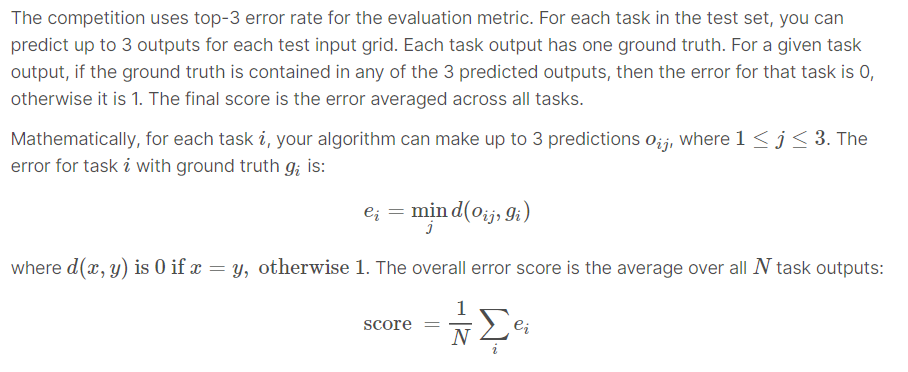 The competition uses top-3 error rate for the evaluation metric. For each task in the test set, you can
predict up to 3 outputs for each test input grid. Each task output has one ground truth. For a given task
output, if the ground truth is contained in any of the 3 predicted outputs, then the error for that task is 0,
otherwise it is 1. The final score is the error averaged across all tasks.
Mathematically, for each task i, your algorithm can make up to 3 predictions o_{ij}, where 1 ≤ j ≤ 3. The
error for task i with ground truth g_i is:
e_i = min_j d(o_{ij}, g_i)
where d(x, y) is 0 if x = y, otherwise 1. The overall error score is the average over all N task outputs:
score = \frac{1}{N} ∑_i e_i